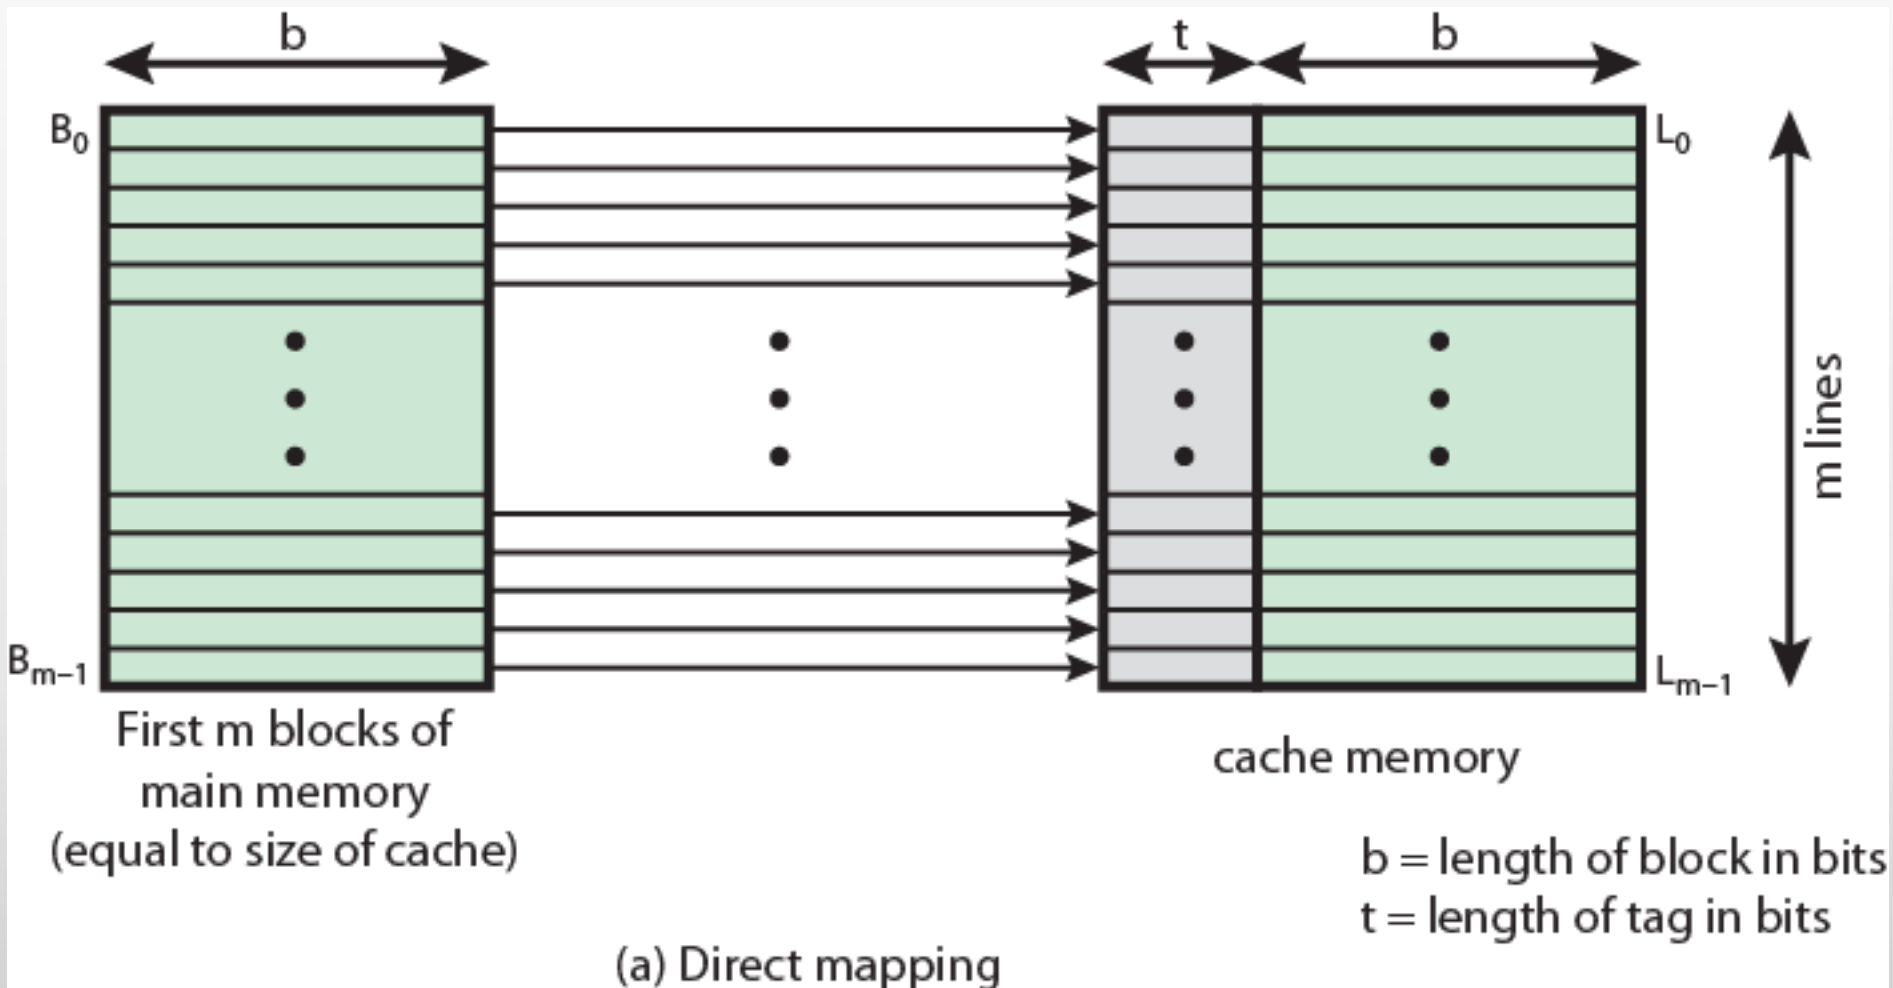 b
t
b
B₀
L₀
m lines
Bₘ₋₁
Lₘ₋₁
First m blocks of
main memory
(equal to size of cache)
cache memory
b = length of block in bits
t = length of tag in bits
(a) Direct mapping